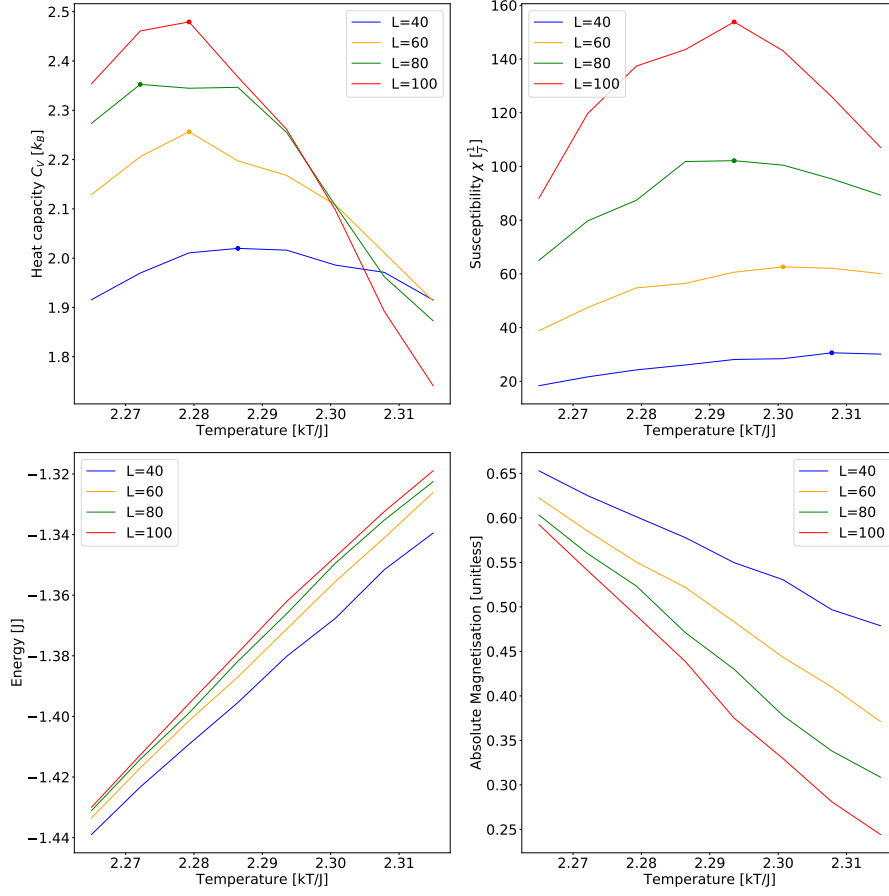 Heat capacity C_V [k_B]
2.5
2.4
2.3
2.2
2.1
2.0
1.9
1.8
2.27 2.28 2.29 2.30 2.31
Temperature [kT/J]
L=40
L=60
L=80
L=100
Susceptibility χ [1/J]
160
140
120
100
80
60
40
20
2.27 2.28 2.29 2.30 2.31
Temperature [kT/J]
L=40
L=60
L=80
L=100
Energy [J]
−1.32
−1.34
−1.36
−1.38
−1.40
−1.42
−1.44
2.27 2.28 2.29 2.30 2.31
Temperature [kT/J]
L=40
L=60
L=80
L=100
Absolute Magnetisation [unitless]
0.65
0.60
0.55
0.50
0.45
0.40
0.35
0.30
0.25
2.27 2.28 2.29 2.30 2.31
Temperature [kT/J]
L=40
L=60
L=80
L=100